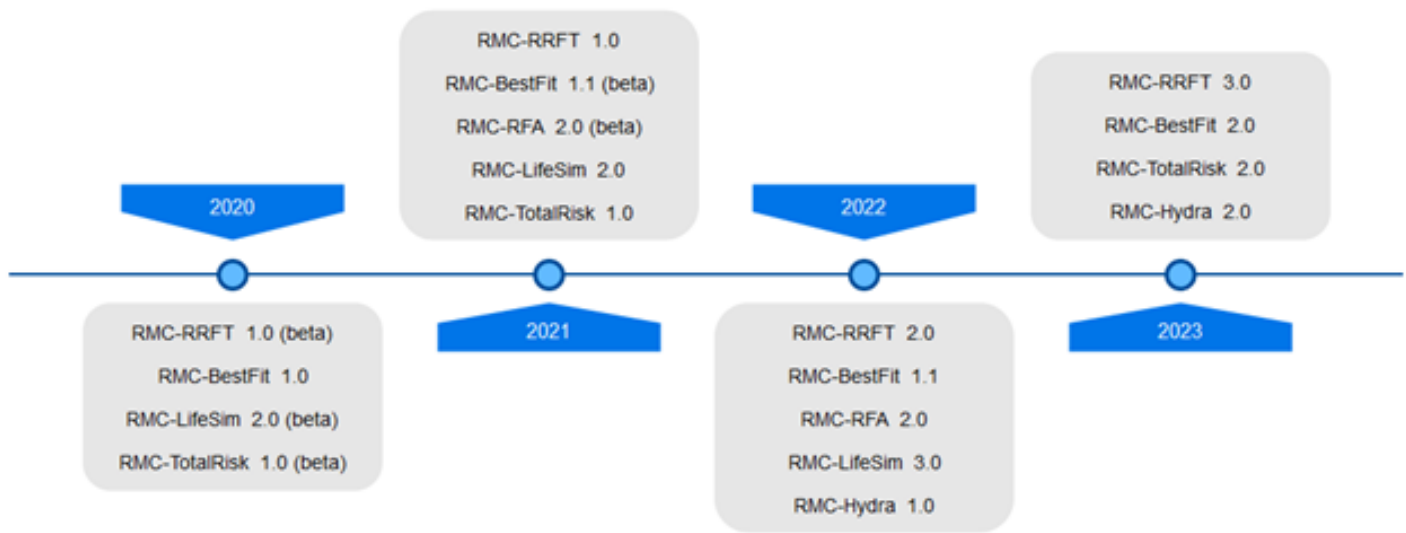 2020
RMC-RRFT 1.0 (beta)
RMC-BestFit 1.0
RMC-LifeSim 2.0 (beta)
RMC-TotalRisk 1.0 (beta)
RMC-RRFT 1.0
RMC-BestFit 1.1 (beta)
RMC-RFA 2.0 (beta)
RMC-LifeSim 2.0
RMC-TotalRisk 1.0
2021
2022
RMC-RRFT 2.0
RMC-BestFit 1.1
RMC-RFA 2.0
RMC-LifeSim 3.0
RMC-Hydra 1.0
RMC-RRFT 3.0
RMC-BestFit 2.0
RMC-TotalRisk 2.0
RMC-Hydra 2.0
2023